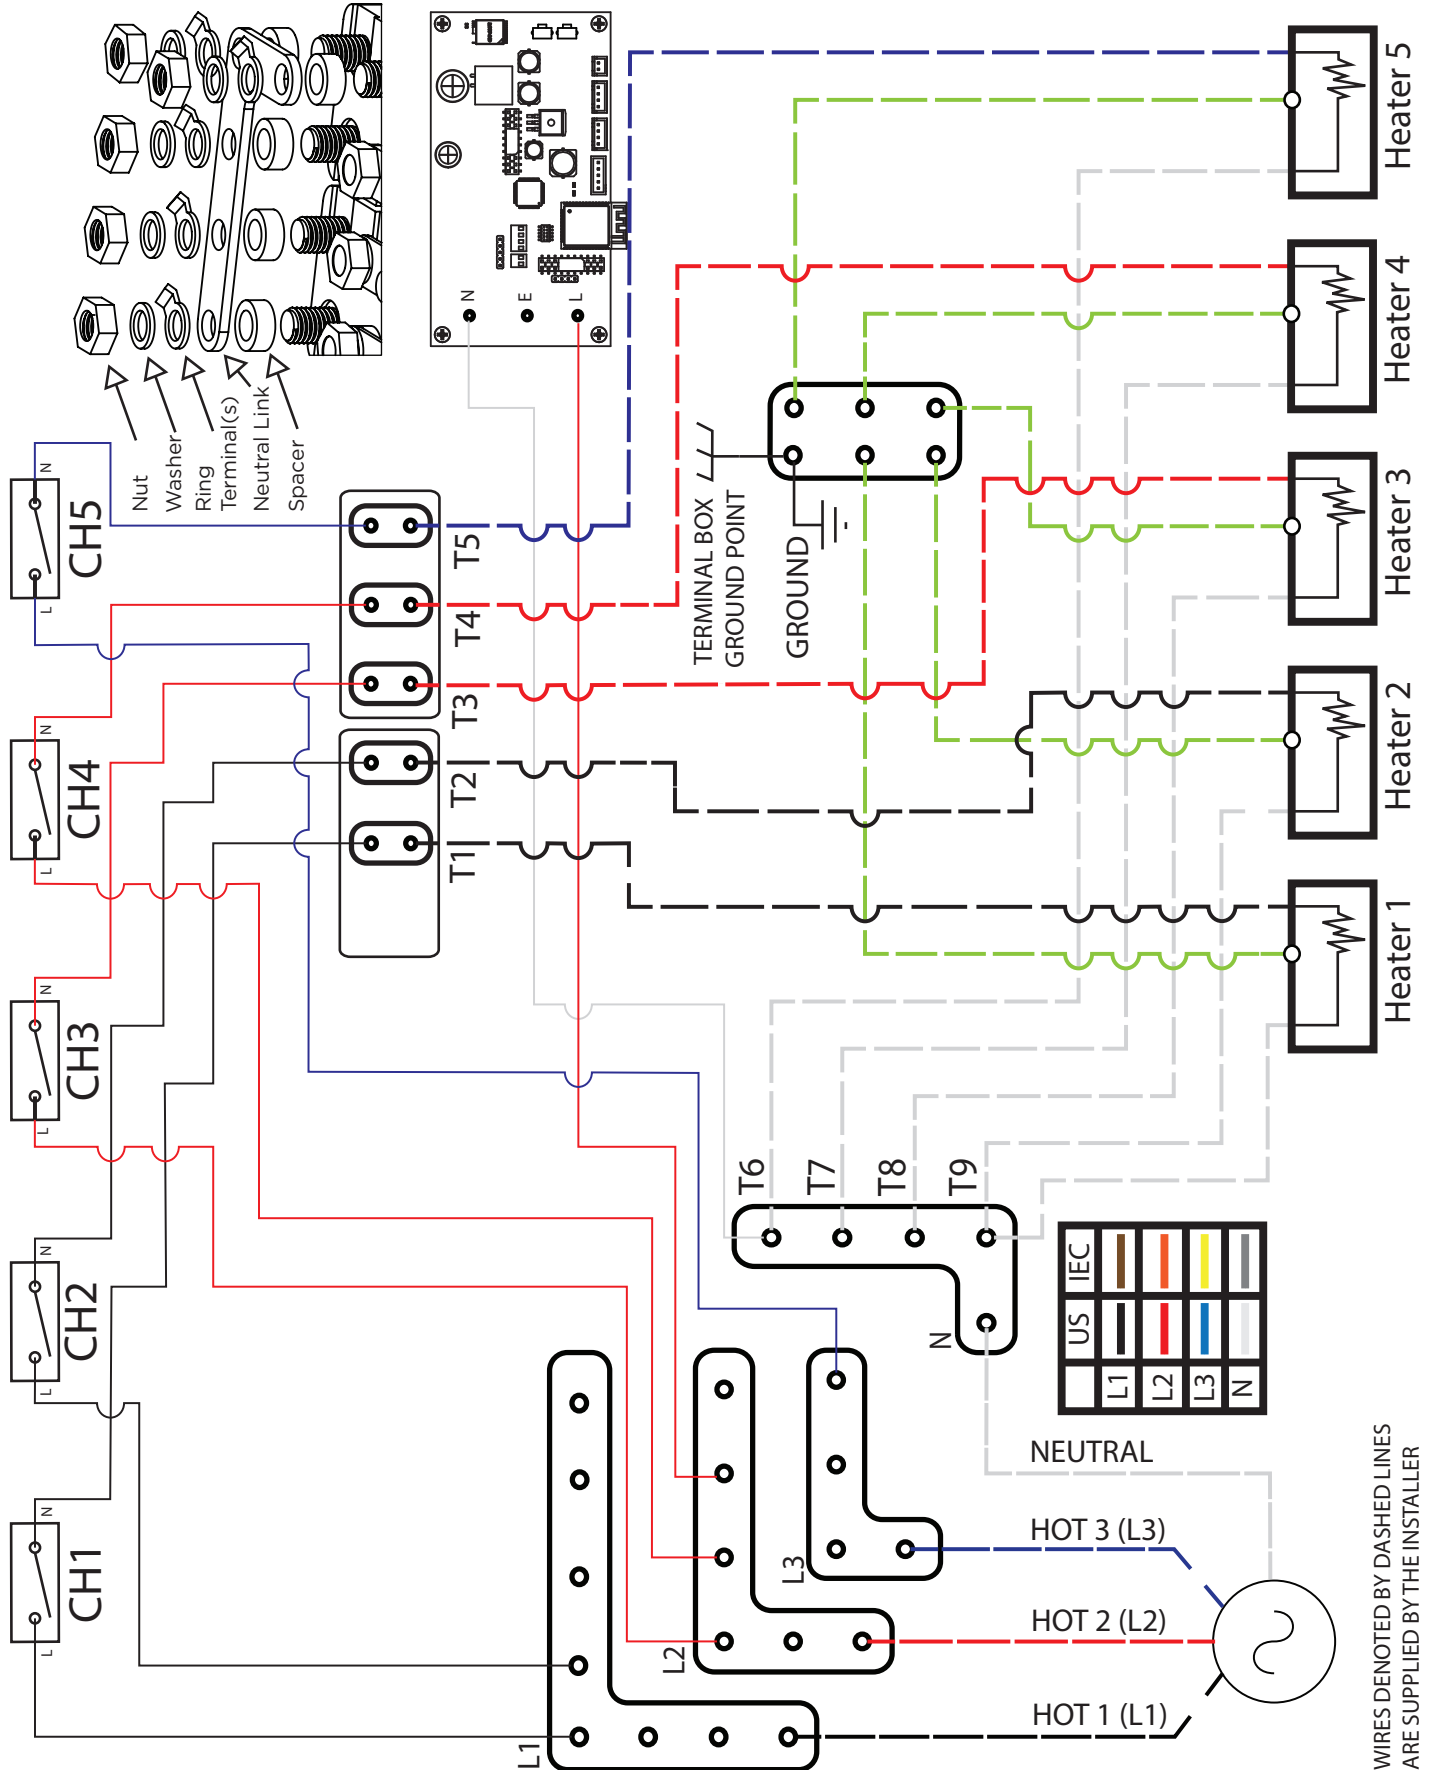 Nut
Washer
Ring
Terminal(s)
Neutral Link
Spacer
N
E
L
CH1
L
N
CH2
L
N
CH3
L
N
CH4
L
N
CH5
L
N
T1
T2
T3
T4
T5
TERMINAL BOX
GROUND POINT
GROUND
Heater 1
Heater 2
Heater 3
Heater 4
Heater 5
T6
T7
T8
T9
N
L1
L2
L3
NEUTRAL
HOT 3 (L3)
HOT 2 (L2)
HOT 1 (L1)
US IEC
L1
L2
L3
N
WIRES DENOTED BY DASHED LINES
ARE SUPPLIED BY THE INSTALLER